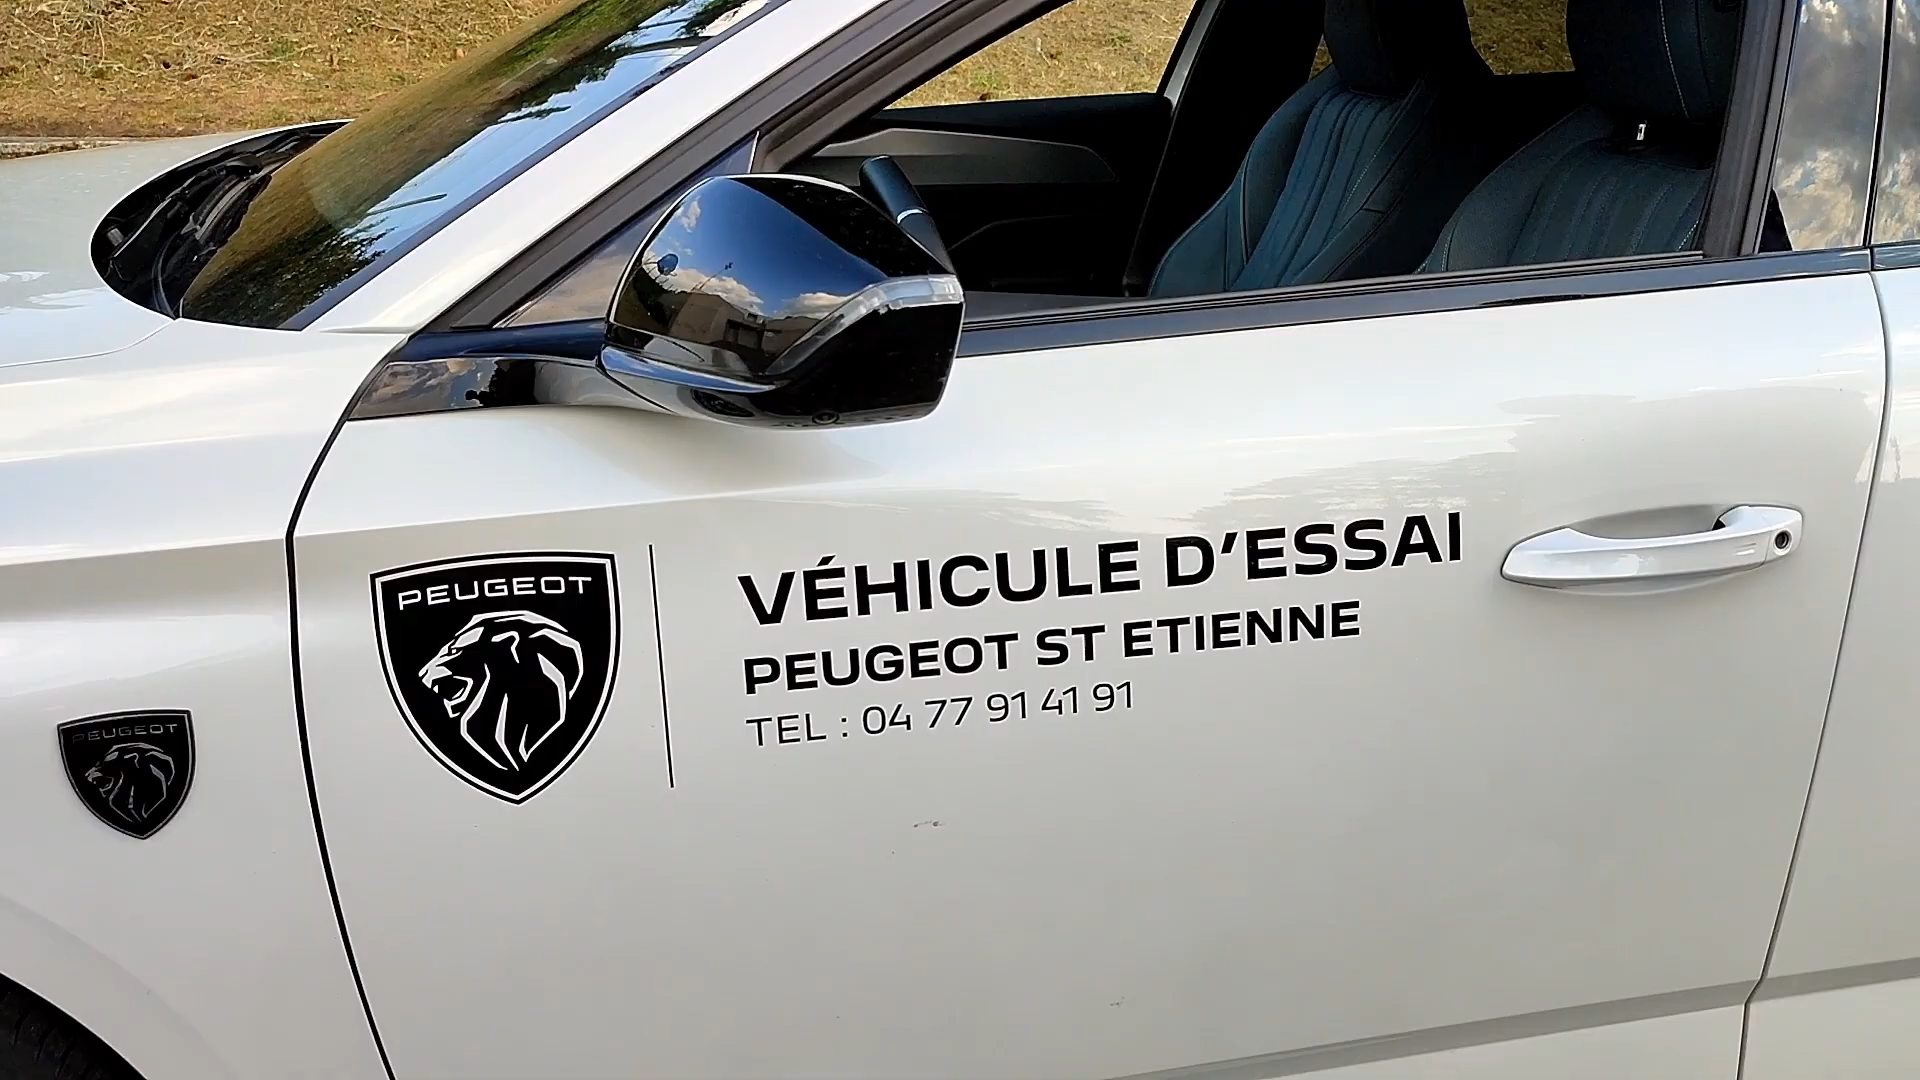 PEUGEOT
VÉHICULE D'ESSAI
PEUGEOT ST ETIENNE
TEL : 04 77 91 41 91
PEUGEOT